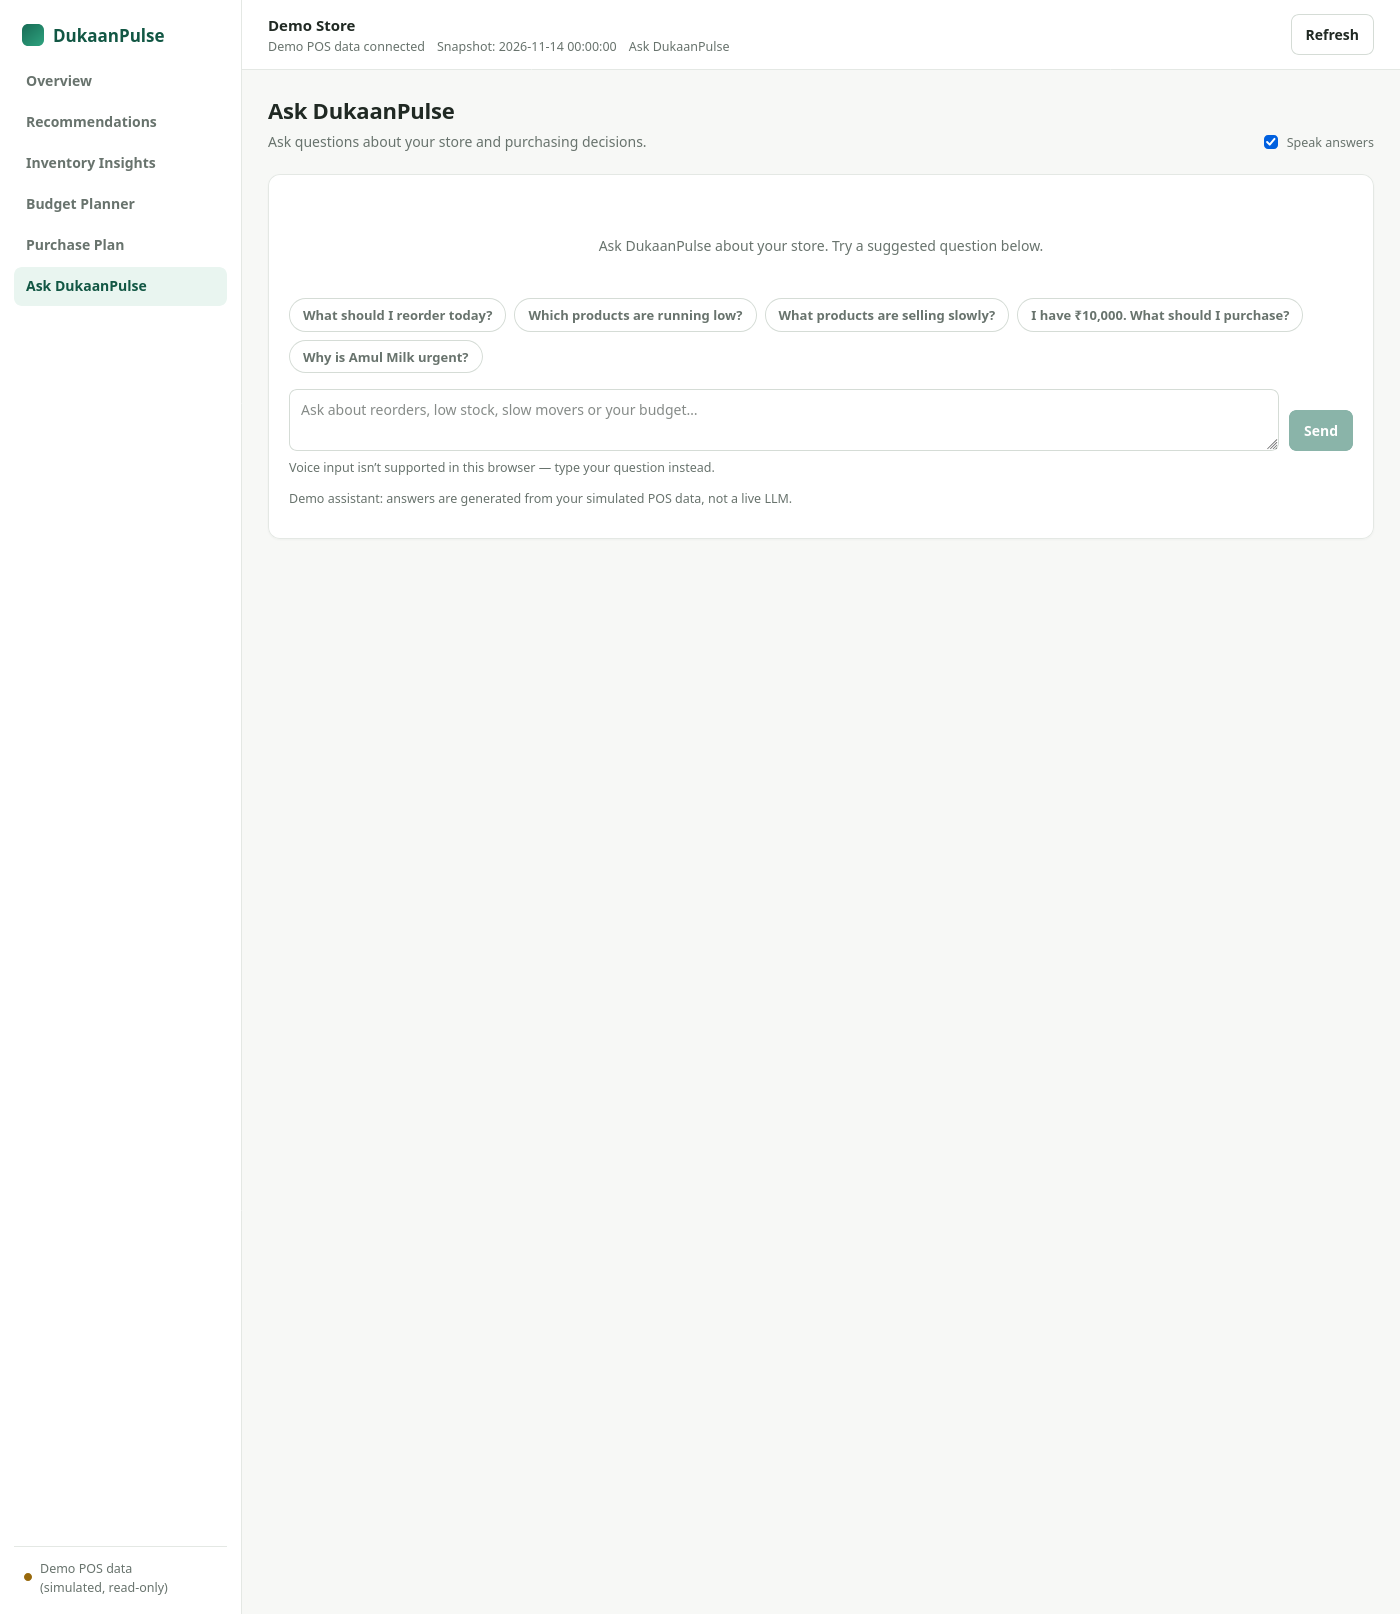 DukaanPulse
Overview
Recommendations
Inventory Insights
Budget Planner
Purchase Plan
Ask DukaanPulse
Demo POS data
(simulated, read-only)
Demo Store
Demo POS data connected Snapshot: 2026-11-14 00:00:00 Ask DukaanPulse
Refresh
Ask DukaanPulse
Ask questions about your store and purchasing decisions.
Speak answers
Ask DukaanPulse about your store. Try a suggested question below.
What should I reorder today? Which products are running low? What products are selling slowly? I have ₹10,000. What should I purchase?
Why is Amul Milk urgent?
Ask about reorders, low stock, slow movers or your budget…
Send
Voice input isn’t supported in this browser — type your question instead.
Demo assistant: answers are generated from your simulated POS data, not a live LLM.